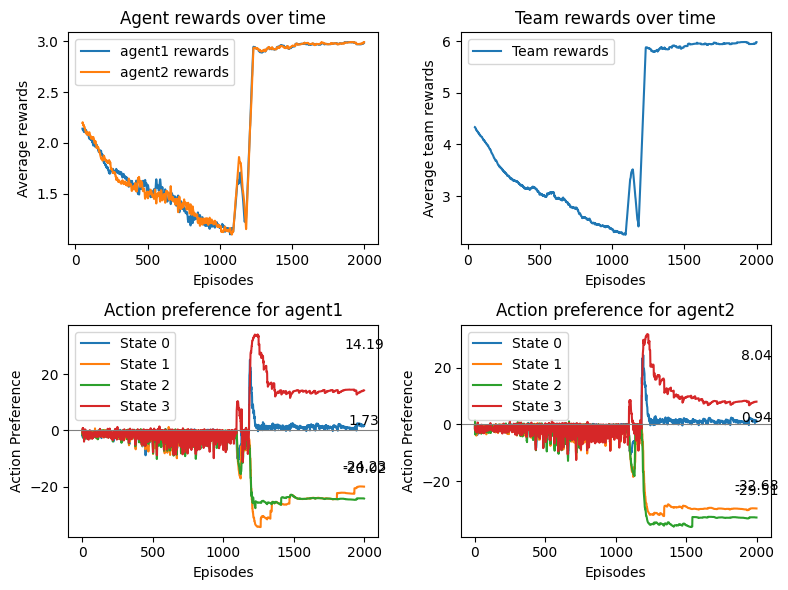 Agent rewards over time
Average rewards
3.0
2.5
2.0
1.5
agent1 rewards
agent2 rewards
0
500
1000
1500
2000
Episodes
Team rewards over time
Average team rewards
6
5
4
3
Team rewards
0
500
1000
1500
2000
Episodes
Action preference for agent1
Action Preference
20
0
−20
State 0
State 1
State 2
State 3
14.19
1.73
-24.23
-20.02
0
500
1000
1500
2000
Episodes
Action preference for agent2
Action Preference
20
0
−20
State 0
State 1
State 2
State 3
8.04
0.94
-32.68
-29.51
0
500
1000
1500
2000
Episodes